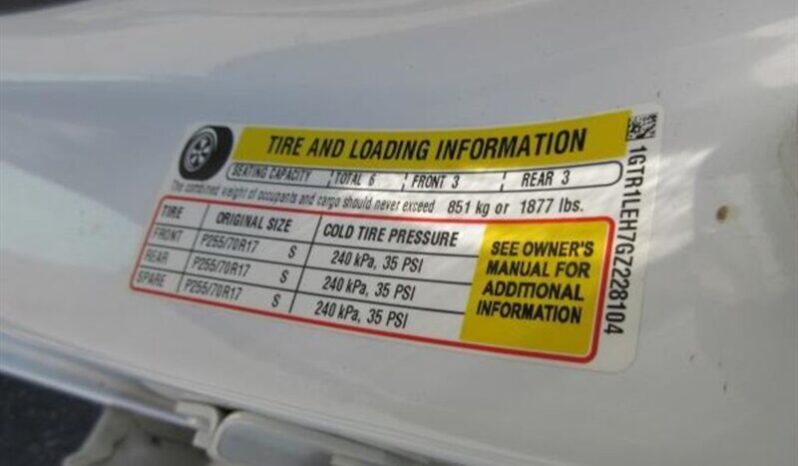 TIRE AND LOADING INFORMATION
SEATING CAPACITY TOTAL 6 FRONT 3 REAR 3
The combined weight of occupants and cargo should never exceed 851 kg or 1877 lbs.
TIRE ORIGINAL SIZE COLD TIRE PRESSURE
FRONT P255/70R17 S 240 kPa, 35 PSI
REAR P255/70R17 S 240 kPa, 35 PSI
SPARE P255/70R17 S 240 kPa, 35 PSI
SEE OWNER'S
MANUAL FOR
ADDITIONAL
INFORMATION
1GTR1LEH7GZ228104